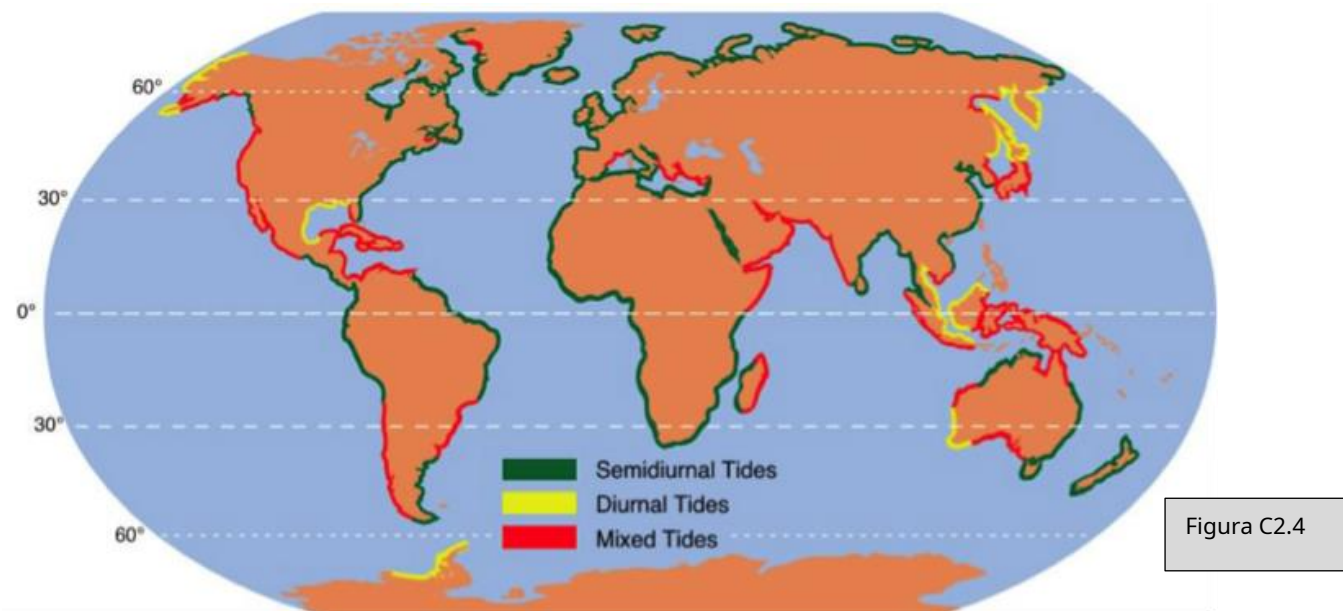 60°
30°
0°
30°
60°
Semidiurnal Tides
Diurnal Tides
Mixed Tides
Figura C2.4